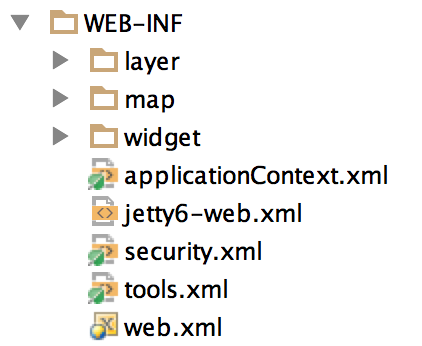 WEB-INF
layer
map
widget
applicationContext.xml
jetty6-web.xml
security.xml
tools.xml
web.xml